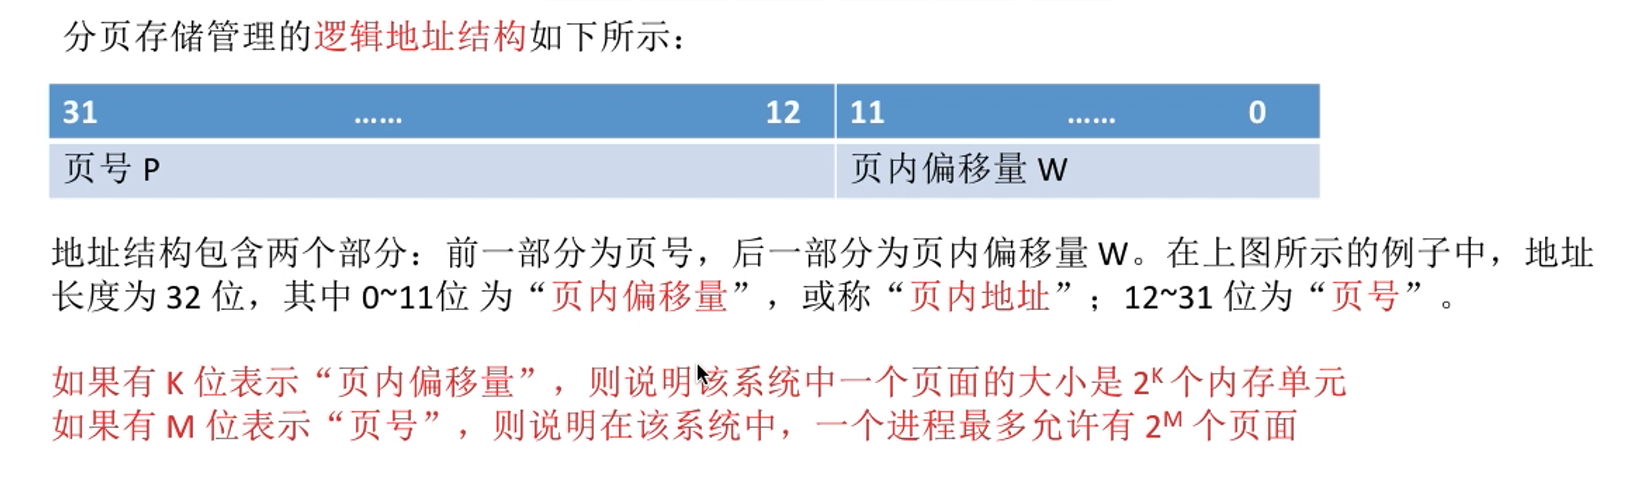 分页存储管理的逻辑地址结构如下所示：
31 …… 12 11 …… 0
页号 P 页内偏移量 W
地址结构包含两个部分：前一部分为页号，后一部分为页内偏移量 W。在上图所示的例子中，地址
长度为 32 位，其中 0~11位 为“页内偏移量”，或称“页内地址”；12~31 位为“页号”。
如果有 K 位表示“页内偏移量”，则说明该系统中一个页面的大小是 2ᴷ 个内存单元
如果有 M 位表示“页号”，则说明在该系统中，一个进程最多允许有 2ᴹ 个页面